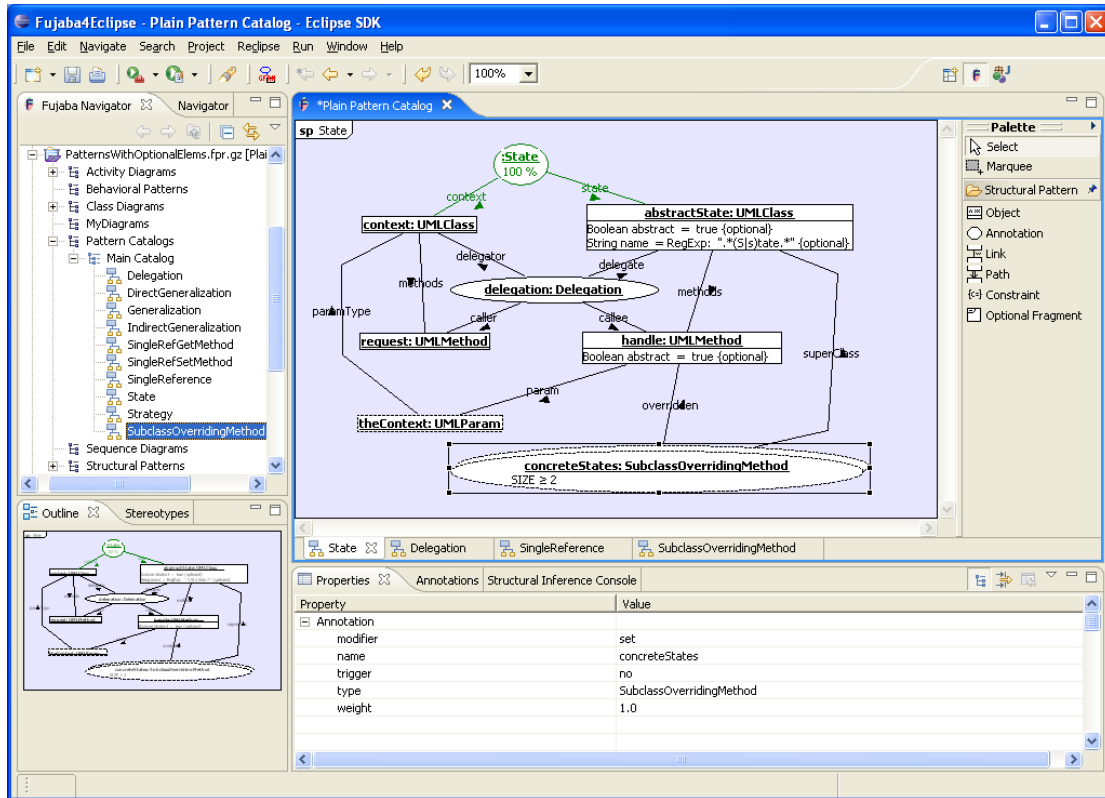 Fujaba4Eclipse - Plain Pattern Catalog - Eclipse SDK
File Edit Navigate Search Project Reclipse Run Window Help
100%
Fujaba Navigator Navigator
PatternsWithOptionalElems.fpr.gz [Plai
Activity Diagrams
Behavioral Patterns
Class Diagrams
MyDiagrams
Pattern Catalogs
Main Catalog
Delegation
DirectGeneralization
Generalization
IndirectGeneralization
SingleRefGetMethod
SingleRefSetMethod
SingleReference
State
Strategy
SubclassOverridingMethod
Sequence Diagrams
Structural Patterns
Outline Stereotypes
*Plain Pattern Catalog
sp State
:State
100 %
context
state
context: UMLClass
abstractState: UMLClass
Boolean abstract = true {optional}
String name = RegExp: ".*(S|s)tate.*" {optional}
delegator
delegate
methods
delegation: Delegation
methods
paramType
caller
callee
request: UMLMethod
handle: UMLMethod
Boolean abstract = true {optional}
superClass
param
overridden
theContext: UMLParam
concreteStates: SubclassOverridingMethod
SIZE ≥ 2
Palette
Select
Marquee
Structural Pattern
Object
Annotation
Link
Path
Constraint
Optional Fragment
State Delegation SingleReference SubclassOverridingMethod
Properties Annotations Structural Inference Console
Property Value
Annotation
modifier set
name concreteStates
trigger no
type SubclassOverridingMethod
weight 1.0